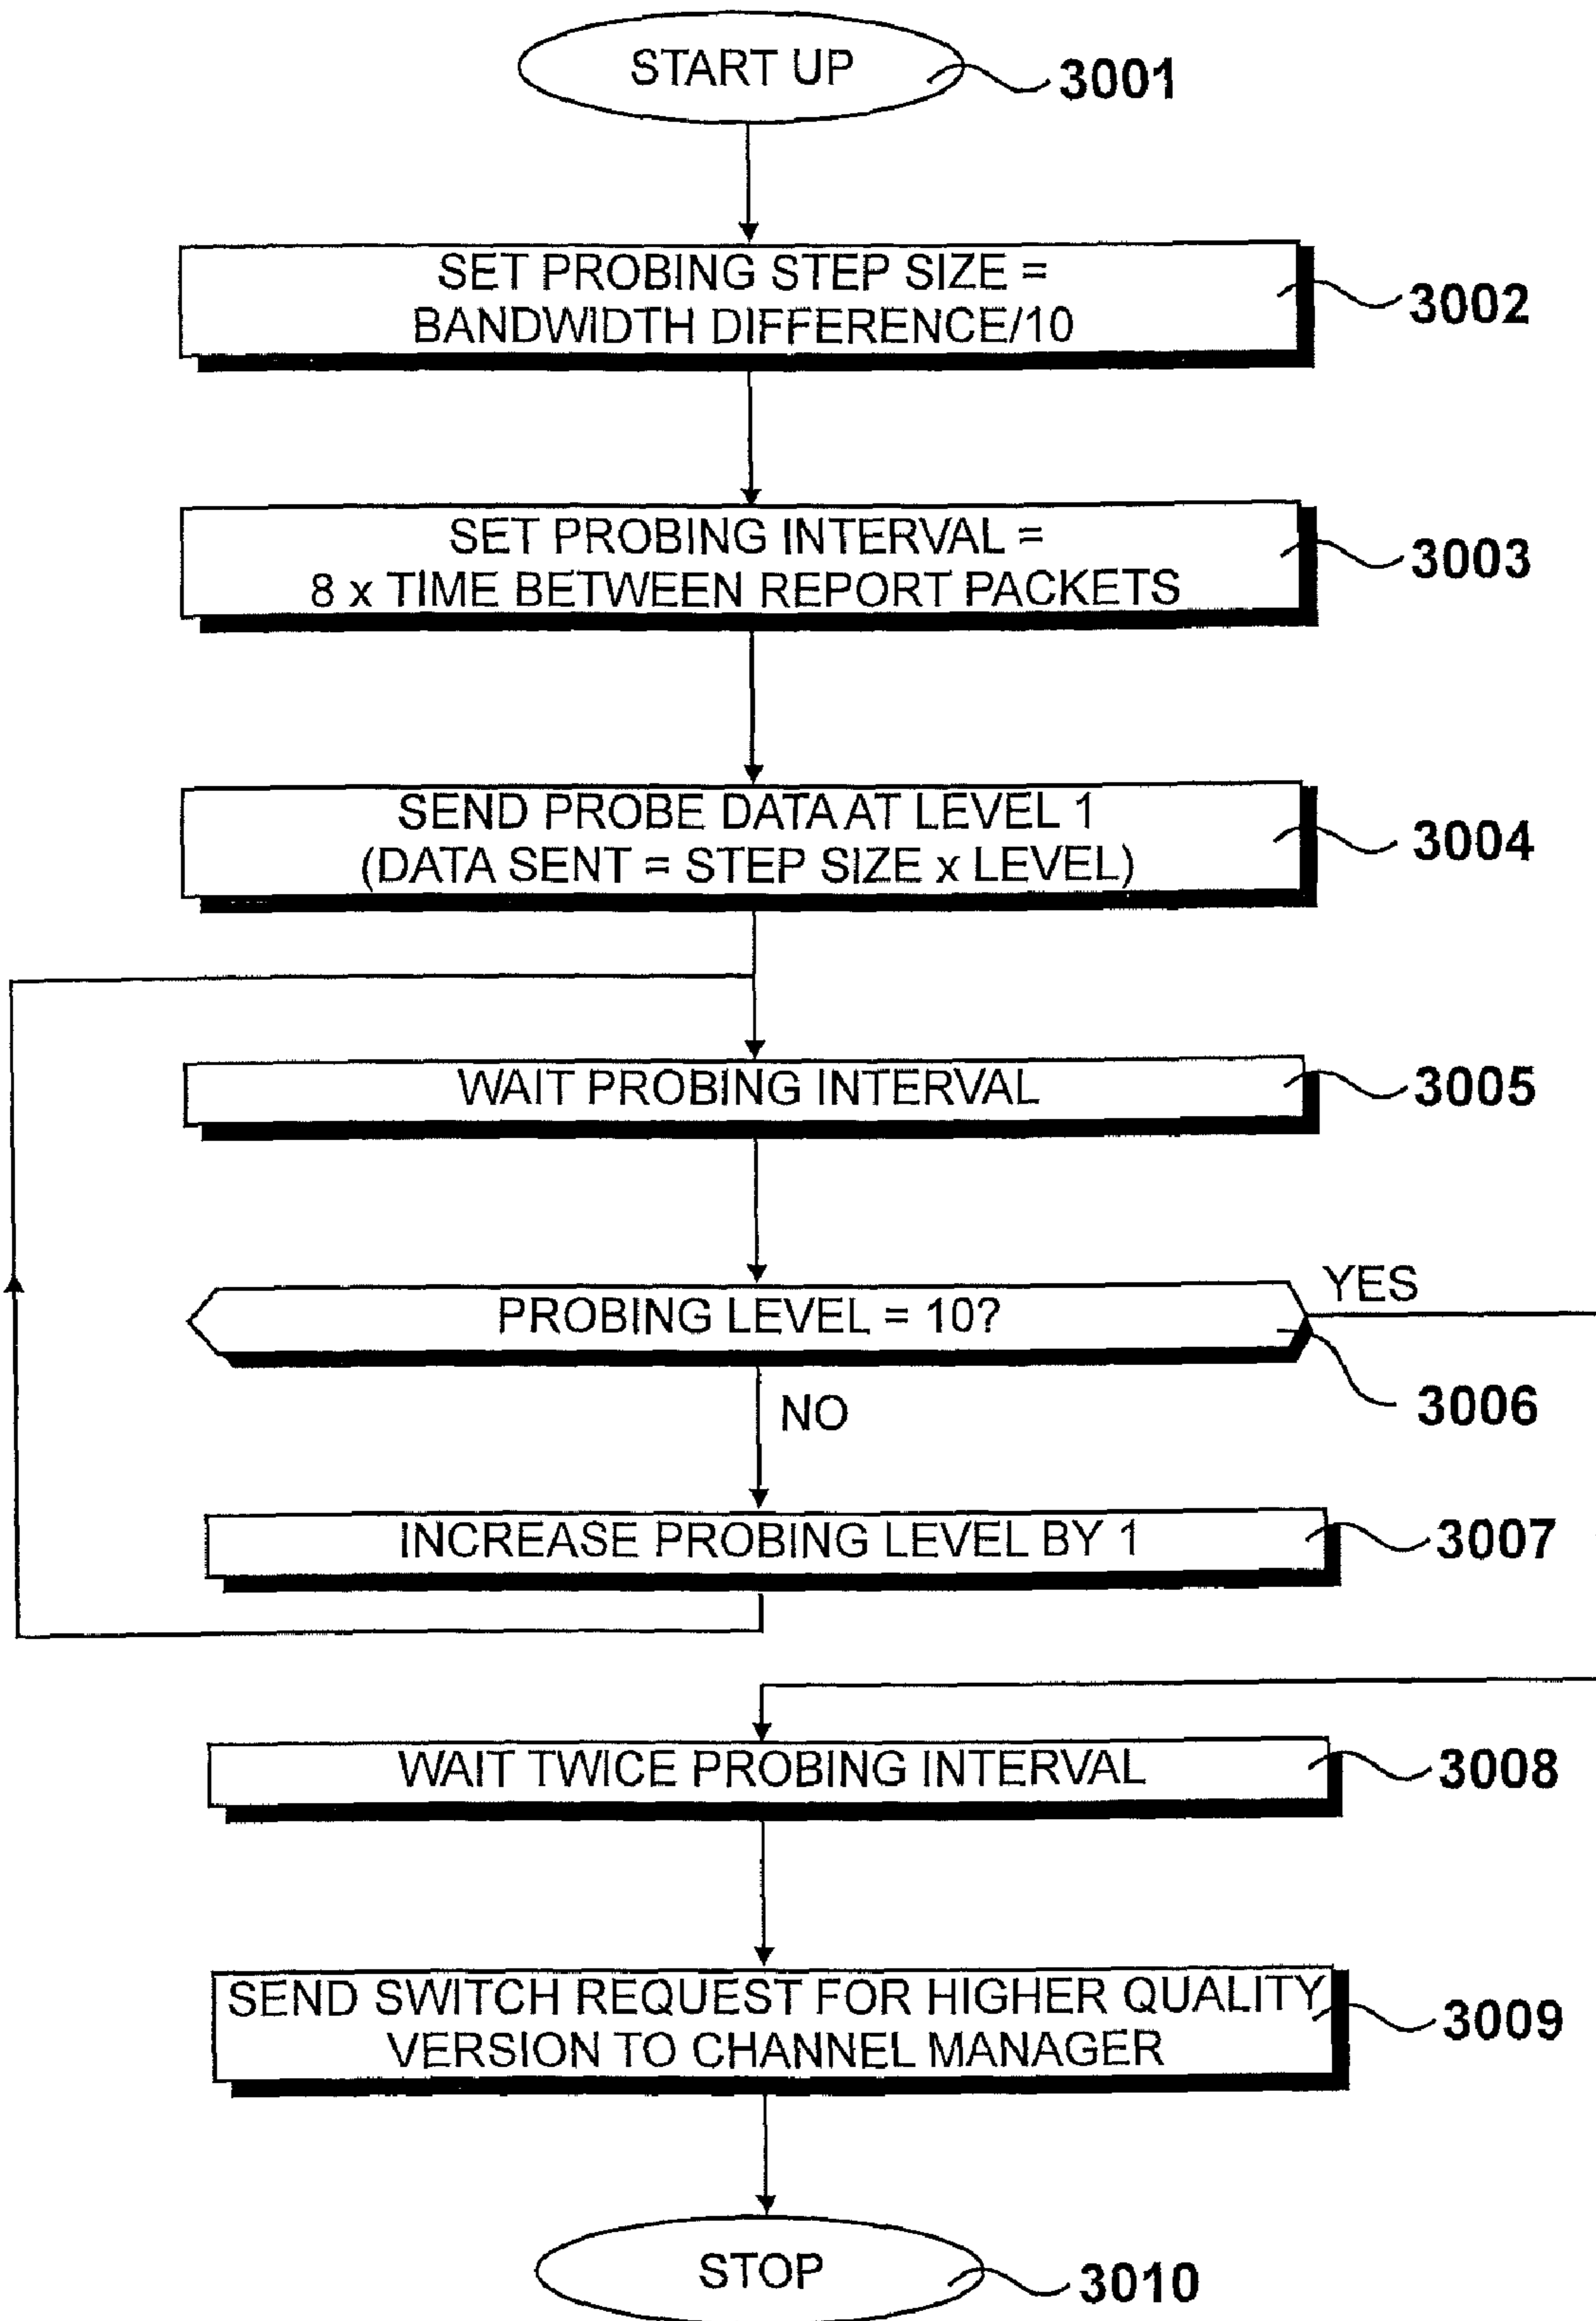 START UP
3001
SET PROBING STEP SIZE =
BANDWIDTH DIFFERENCE/10
3002
SET PROBING INTERVAL =
8 x TIME BETWEEN REPORT PACKETS
3003
SEND PROBE DATA AT LEVEL 1
(DATA SENT = STEP SIZE x LEVEL)
3004
WAIT PROBING INTERVAL
3005
PROBING LEVEL = 10?
YES
3006
NO
INCREASE PROBING LEVEL BY 1
3007
WAIT TWICE PROBING INTERVAL
3008
SEND SWITCH REQUEST FOR HIGHER QUALITY
VERSION TO CHANNEL MANAGER
3009
STOP
3010